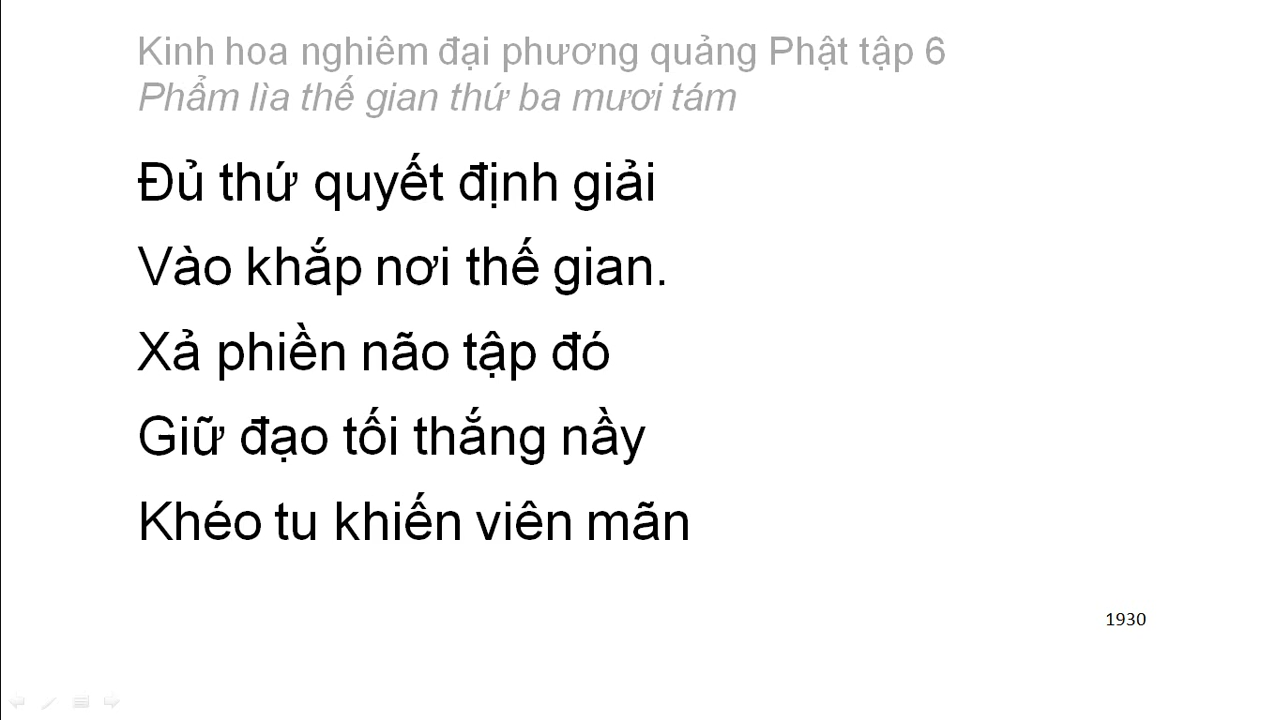 Kinh hoa nghiêm đại phương quảng Phật tập 6
Phẩm lìa thế gian thứ ba mươi tám
Đủ thứ quyết định giải
Vào khắp nơi thế gian.
Xả phiền não tập đó
Giữ đạo tối thắng nầy
Khéo tu khiến viên mãn
1930